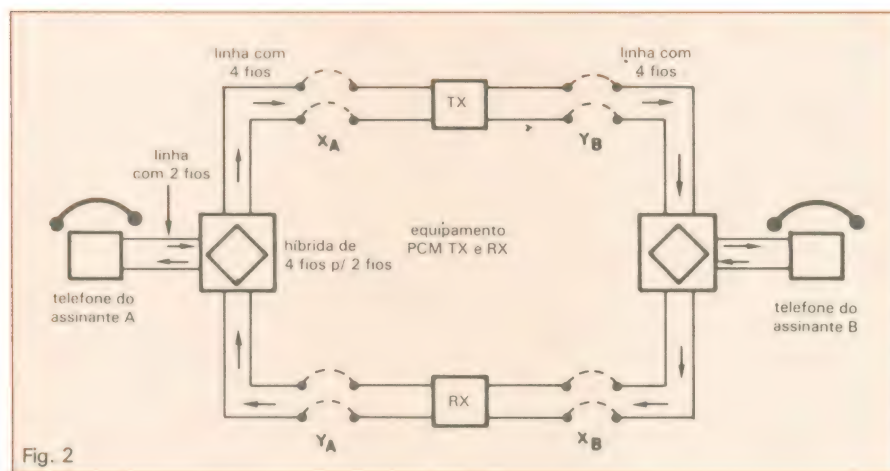 linha com
4 fios
linha com
4 fios
TX
XA
YB
linha
com 2 fios
equipamento
PCM TX e RX
híbrida de
4 fios p/ 2 fios
telefone do
assinante A
telefone do
assinante B
RX
YA
XB
Fig. 2